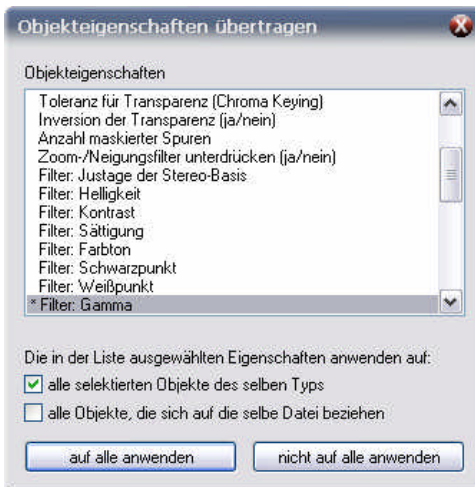 Objekteigenschaften übertragen
Objekteigenschaften
Toleranz für Transparenz (Chroma Keying)
Inversion der Transparenz (ja/nein)
Anzahl maskierter Spuren
Zoom-/Neigungsfilter unterdrücken (ja/nein)
Filter: Justage der Stereo-Basis
Filter: Helligkeit
Filter: Kontrast
Filter: Sättigung
Filter: Farbton
Filter: Schwarzpunkt
Filter: Weißpunkt
* Filter: Gamma
Die in der Liste ausgewählten Eigenschaften anwenden auf:
alle selektierten Objekte des selben Typs
alle Objekte, die sich auf die selbe Datei beziehen
auf alle anwenden
nicht auf alle anwenden